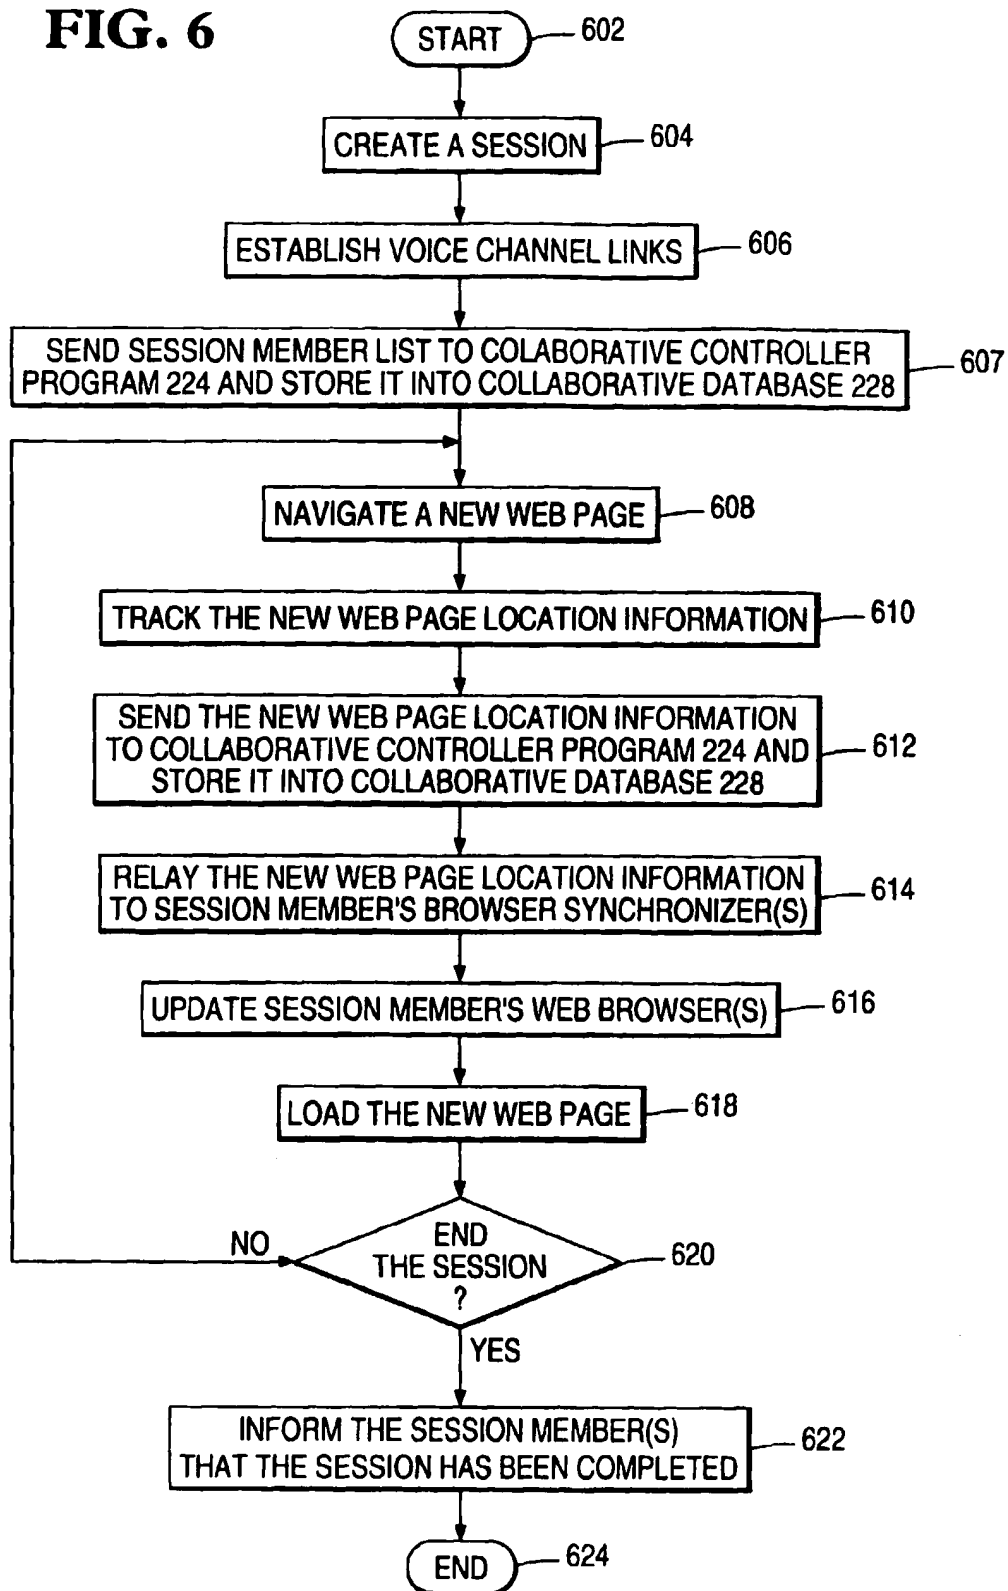 FIG. 6
START
602
CREATE A SESSION
604
ESTABLISH VOICE CHANNEL LINKS
606
SEND SESSION MEMBER LIST TO COLABORATIVE CONTROLLER
PROGRAM 224 AND STORE IT INTO COLLABORATIVE DATABASE 228
607
NAVIGATE A NEW WEB PAGE
608
TRACK THE NEW WEB PAGE LOCATION INFORMATION
610
SEND THE NEW WEB PAGE LOCATION INFORMATION
TO COLLABORATIVE CONTROLLER PROGRAM 224 AND
STORE IT INTO COLLABORATIVE DATABASE 228
612
RELAY THE NEW WEB PAGE LOCATION INFORMATION
TO SESSION MEMBER'S BROWSER SYNCHRONIZER(S)
614
UPDATE SESSION MEMBER'S WEB BROWSER(S)
616
LOAD THE NEW WEB PAGE
618
NO
END
THE SESSION
?
620
YES
INFORM THE SESSION MEMBER(S)
THAT THE SESSION HAS BEEN COMPLETED
622
END
624